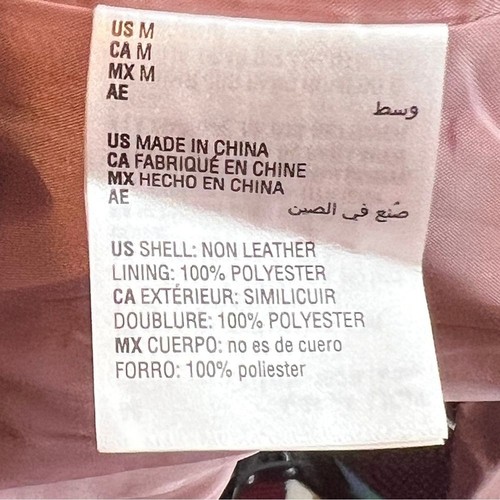 US M
CA M
MX M
AE
وسط
US MADE IN CHINA
CA FABRIQUÉ EN CHINE
MX HECHO EN CHINA
AE
صُنع في الصين
US SHELL: NON LEATHER
LINING: 100% POLYESTER
CA EXTÉRIEUR: SIMILICUIR
DOUBLURE: 100% POLYESTER
MX CUERPO: no es de cuero
FORRO: 100% poliester